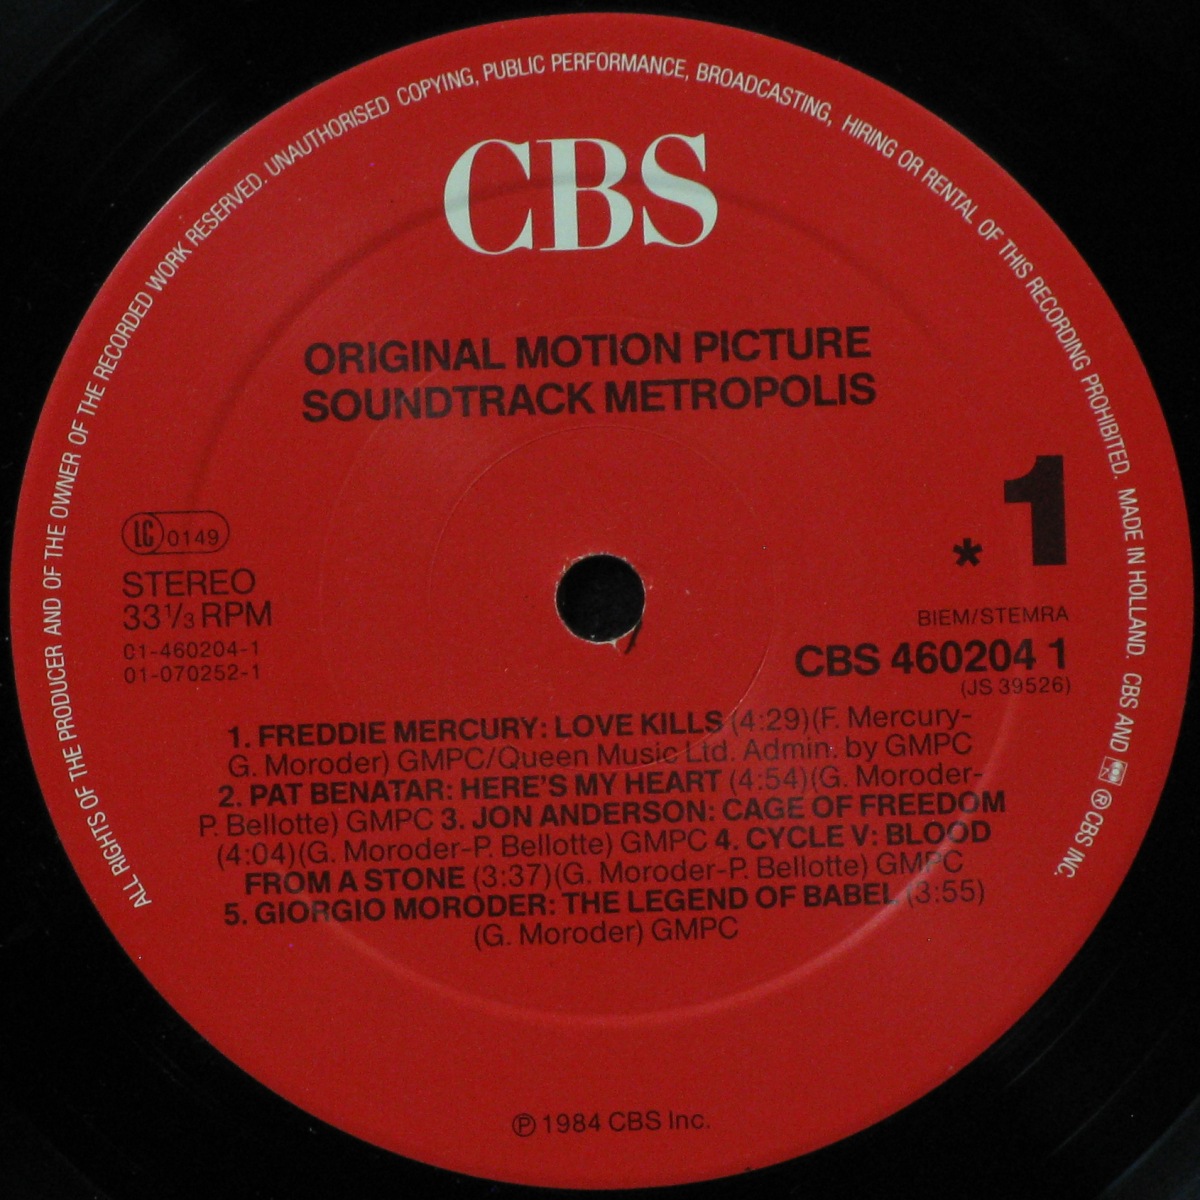 ALL RIGHTS OF THE PRODUCER AND OF THE OWNER OF THE RECORDED WORK RESERVED. UNAUTHORISED COPYING, PUBLIC PERFORMANCE, BROADCASTING, HIRING OR RENTAL OF THIS RECORDING PROHIBITED. MADE IN HOLLAND. CBS AND ® CBS INC.
CBS
ORIGINAL MOTION PICTURE
SOUNDTRACK METROPOLIS
LC 0149
STEREO
33 1/3 RPM
01-460204-1
01-070252-1
* 1
BIEM/STEMRA
CBS 460204 1
(JS 39526)
1. FREDDIE MERCURY: LOVE KILLS (4:29)(F. Mercury-
G. Moroder) GMPC/Queen Music Ltd. Admin. by GMPC
2. PAT BENATAR: HERE'S MY HEART (4:54)(G. Moroder-
P. Bellotte) GMPC 3. JON ANDERSON: CAGE OF FREEDOM
(4:04)(G. Moroder-P. Bellotte) GMPC 4. CYCLE V: BLOOD
FROM A STONE (3:37)(G. Moroder-P. Bellotte) GMPC
5. GIORGIO MORODER: THE LEGEND OF BABEL (3:55)
(G. Moroder) GMPC
℗ 1984 CBS Inc.